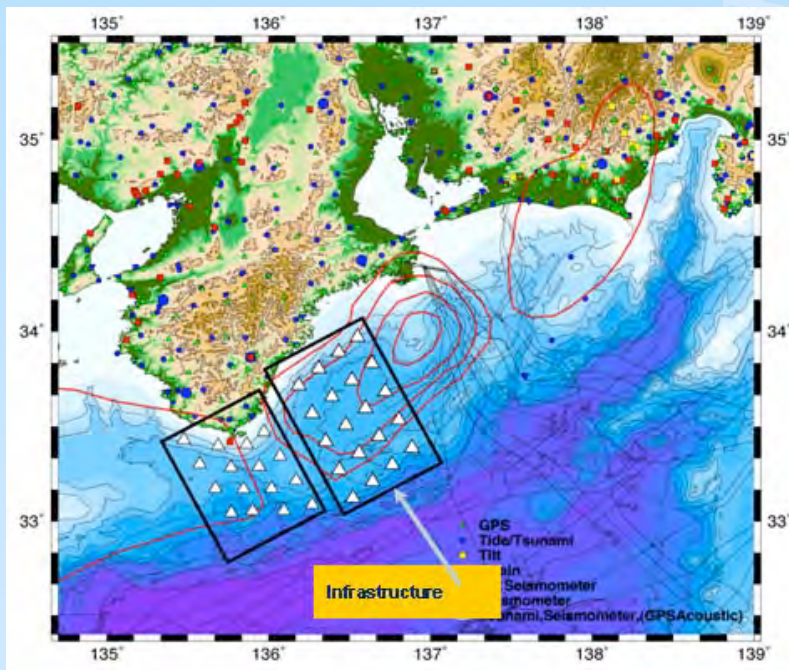 135° 136° 137° 138° 139°
35° 35°
34° 34°
33° 33°
GPS
Tide/Tsunami
Tilt
Seismometer
Infrastructure
,Seismometer,(GPSAcoustic)
135° 136° 137° 138° 139°